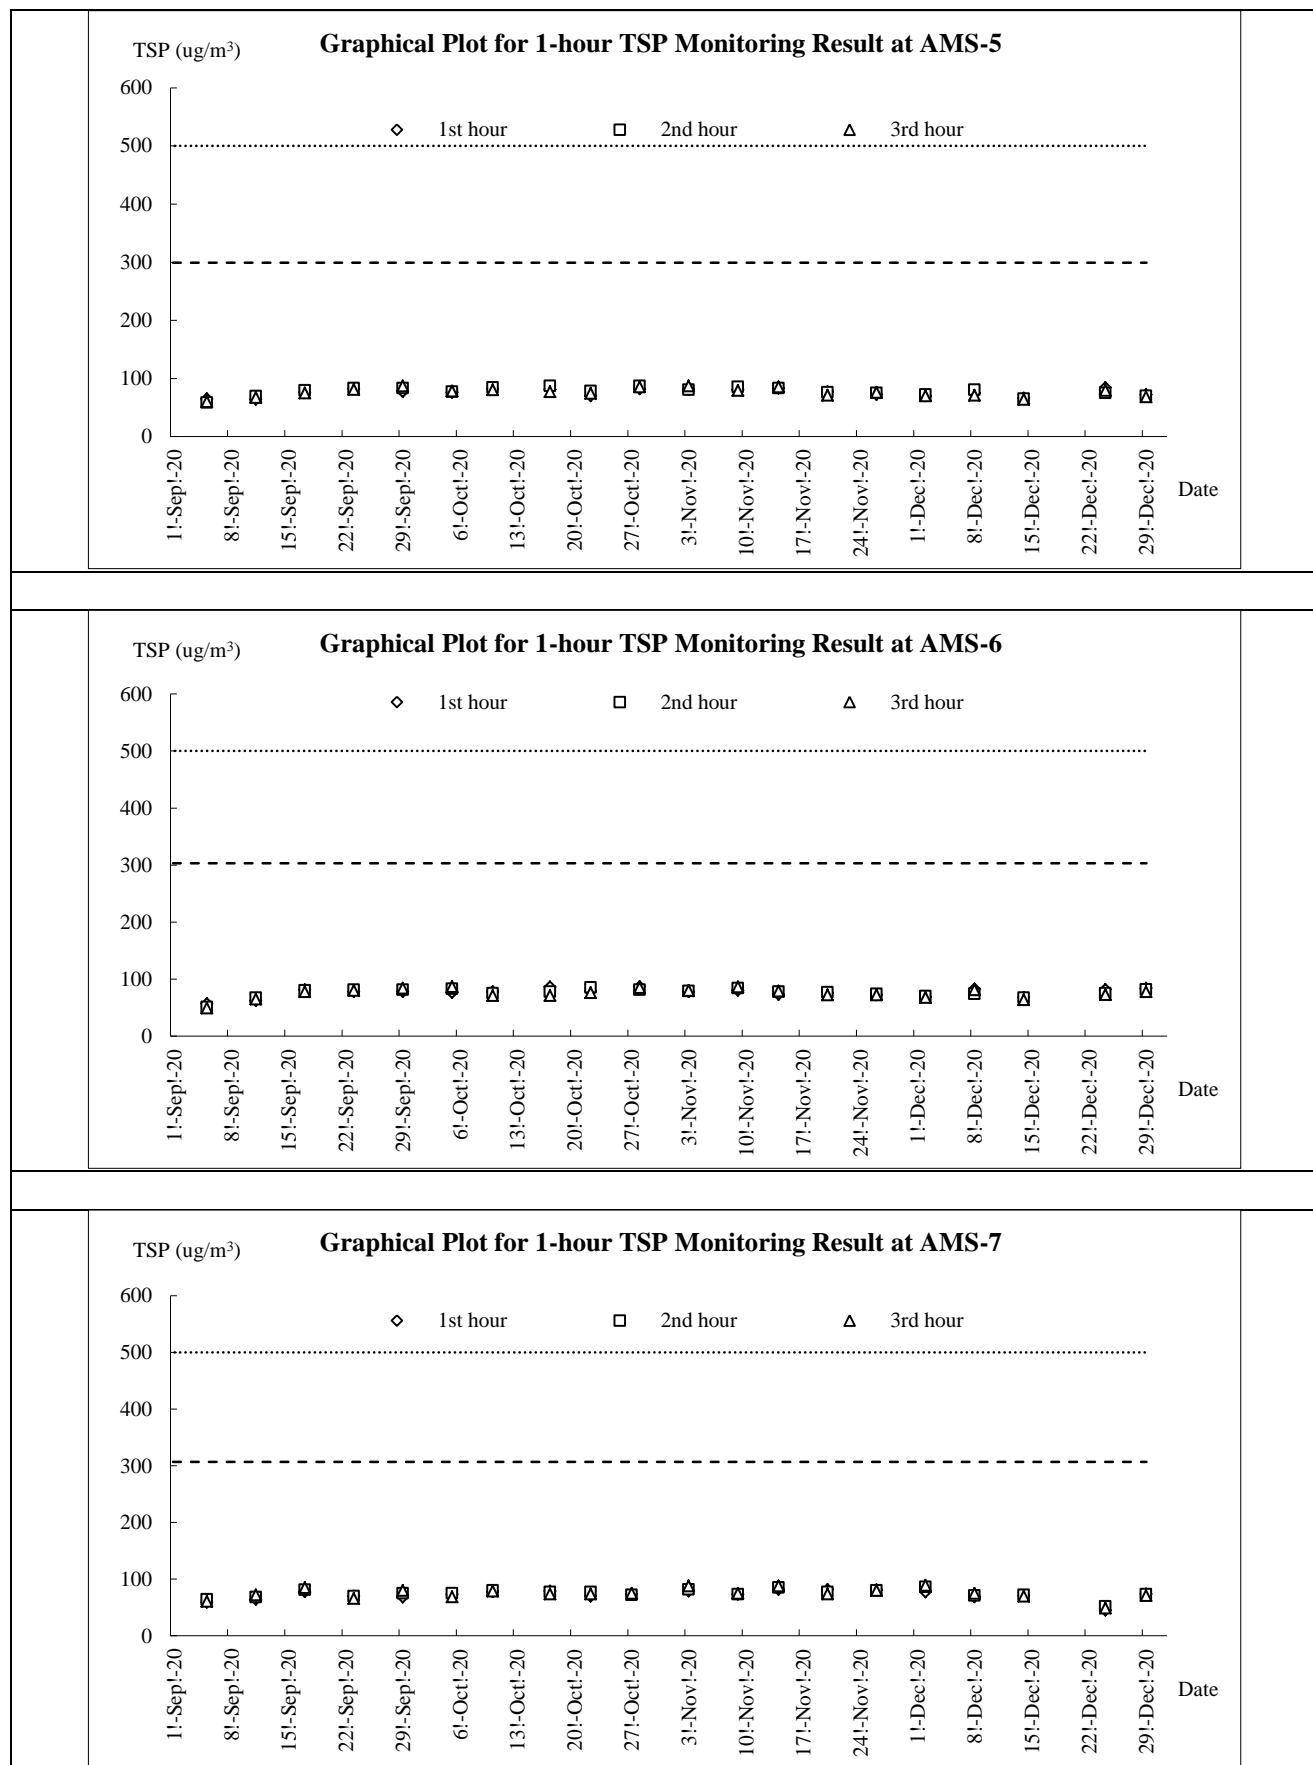 TSP (ug/m³) Graphical Plot for 1-hour TSP Monitoring Result at AMS-5
600
1st hour 2nd hour 3rd hour
500
400
300
200
100
0
1!-Sep!-20 8!-Sep!-20 15!-Sep!-20 22!-Sep!-20 29!-Sep!-20 6!-Oct!-20 13!-Oct!-20 20!-Oct!-20 27!-Oct!-20 3!-Nov!-20 10!-Nov!-20 17!-Nov!-20 24!-Nov!-20 1!-Dec!-20 8!-Dec!-20 15!-Dec!-20 22!-Dec!-20 29!-Dec!-20
Date
TSP (ug/m³) Graphical Plot for 1-hour TSP Monitoring Result at AMS-6
600
1st hour 2nd hour 3rd hour
500
400
300
200
100
0
1!-Sep!-20 8!-Sep!-20 15!-Sep!-20 22!-Sep!-20 29!-Sep!-20 6!-Oct!-20 13!-Oct!-20 20!-Oct!-20 27!-Oct!-20 3!-Nov!-20 10!-Nov!-20 17!-Nov!-20 24!-Nov!-20 1!-Dec!-20 8!-Dec!-20 15!-Dec!-20 22!-Dec!-20 29!-Dec!-20
Date
TSP (ug/m³) Graphical Plot for 1-hour TSP Monitoring Result at AMS-7
600
1st hour 2nd hour 3rd hour
500
400
300
200
100
0
1!-Sep!-20 8!-Sep!-20 15!-Sep!-20 22!-Sep!-20 29!-Sep!-20 6!-Oct!-20 13!-Oct!-20 20!-Oct!-20 27!-Oct!-20 3!-Nov!-20 10!-Nov!-20 17!-Nov!-20 24!-Nov!-20 1!-Dec!-20 8!-Dec!-20 15!-Dec!-20 22!-Dec!-20 29!-Dec!-20
Date